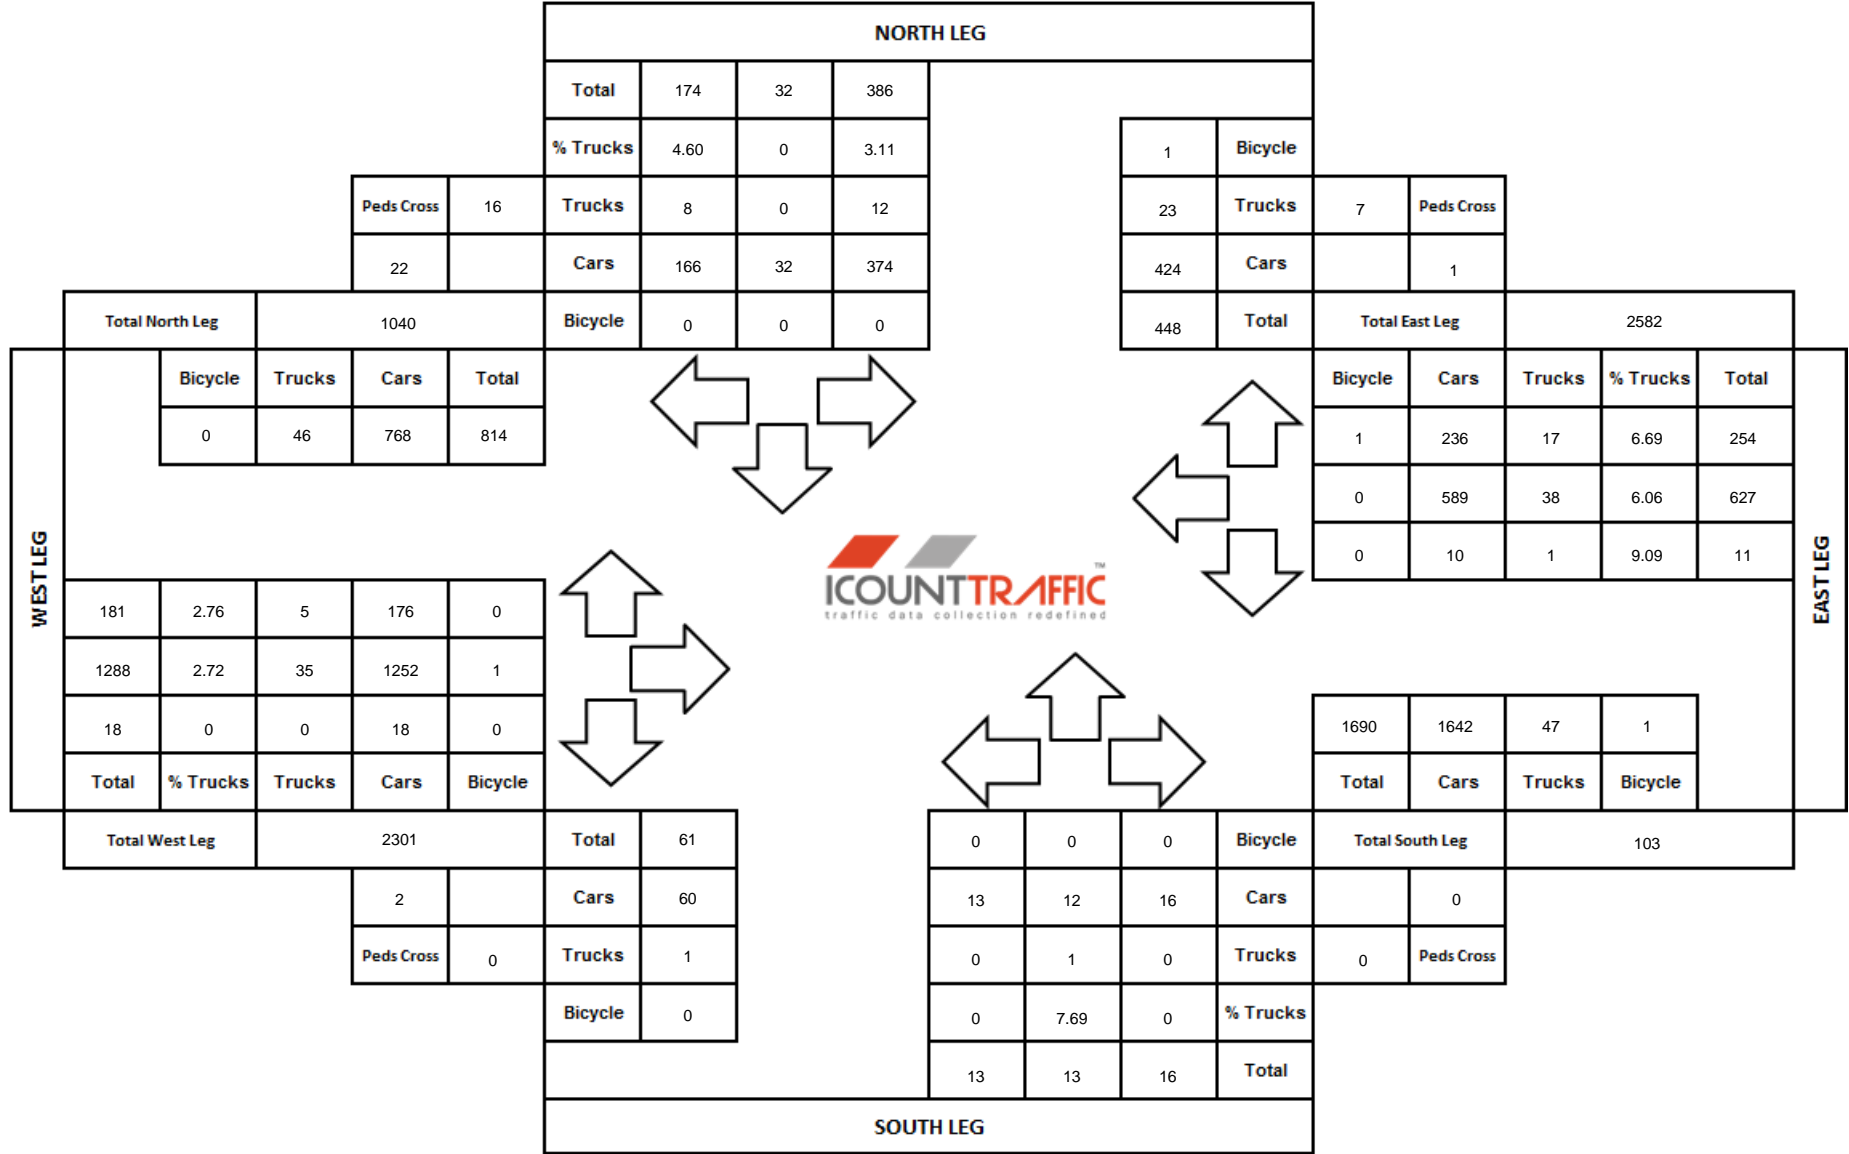 NORTH LEG
Total 174 32 386
% Trucks 4.60 0 3.11 1 Bicycle
Peds Cross 16 Trucks 8 0 12 23 Trucks 7 Peds Cross
22 Cars 166 32 374 424 Cars 1
Total North Leg 1040 Bicycle 0 0 0 448 Total Total East Leg 2582
Bicycle Trucks Cars Total Bicycle Cars Trucks % Trucks Total
0 46 768 814 1 236 17 6.69 254
0 589 38 6.06 627
0 10 1 9.09 11
WEST LEG
EAST LEG
ICOUNTTRAFFIC TM
traffic data collection redefined
181 2.76 5 176 0
1288 2.72 35 1252 1
18 0 0 18 0 1690 1642 47 1
Total % Trucks Trucks Cars Bicycle Total Cars Trucks Bicycle
Total West Leg 2301 Total 61 0 0 0 Bicycle Total South Leg 103
2 Cars 60 13 12 16 Cars 0
Peds Cross 0 Trucks 1 0 1 0 Trucks 0 Peds Cross
Bicycle 0 0 7.69 0 % Trucks
13 13 16 Total
SOUTH LEG